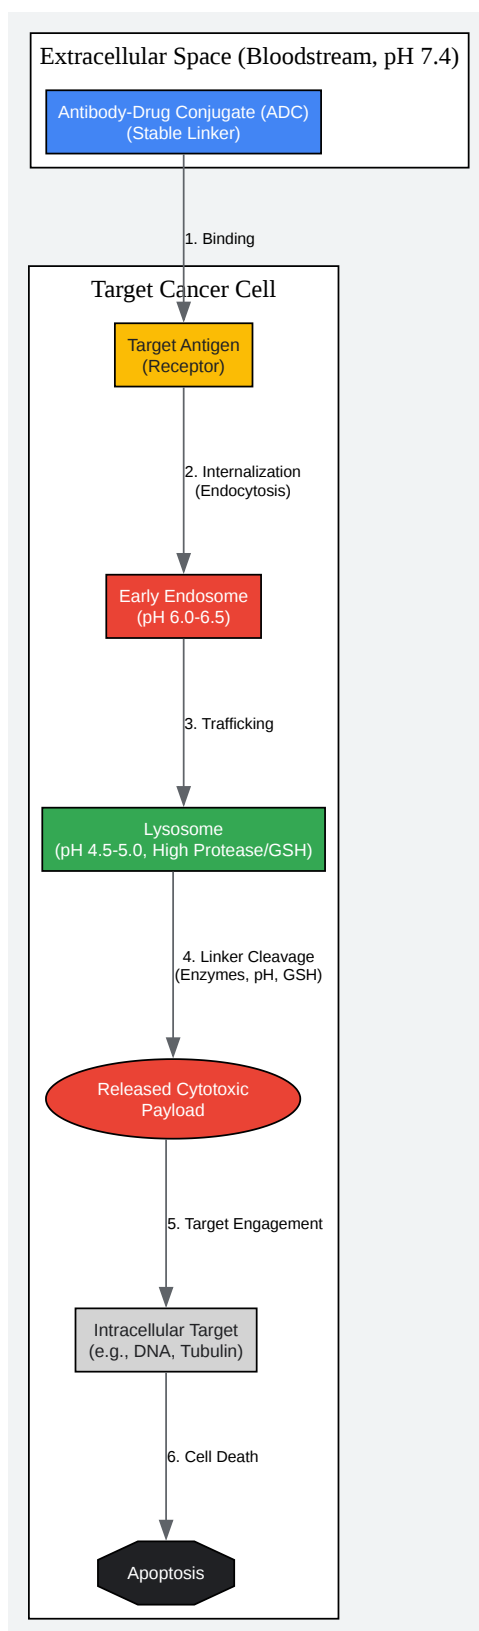 Extracellular Space (Bloodstream, pH 7.4)
Antibody-Drug Conjugate (ADC)
(Stable Linker)
1. Binding
Target Cancer Cell
Target Antigen
(Receptor)
2. Internalization
(Endocytosis)
Early Endosome
(pH 6.0-6.5)
3. Trafficking
Lysosome
(pH 4.5-5.0, High Protease/GSH)
4. Linker Cleavage
(Enzymes, pH, GSH)
Released Cytotoxic
Payload
5. Target Engagement
Intracellular Target
(e.g., DNA, Tubulin)
6. Cell Death
Apoptosis